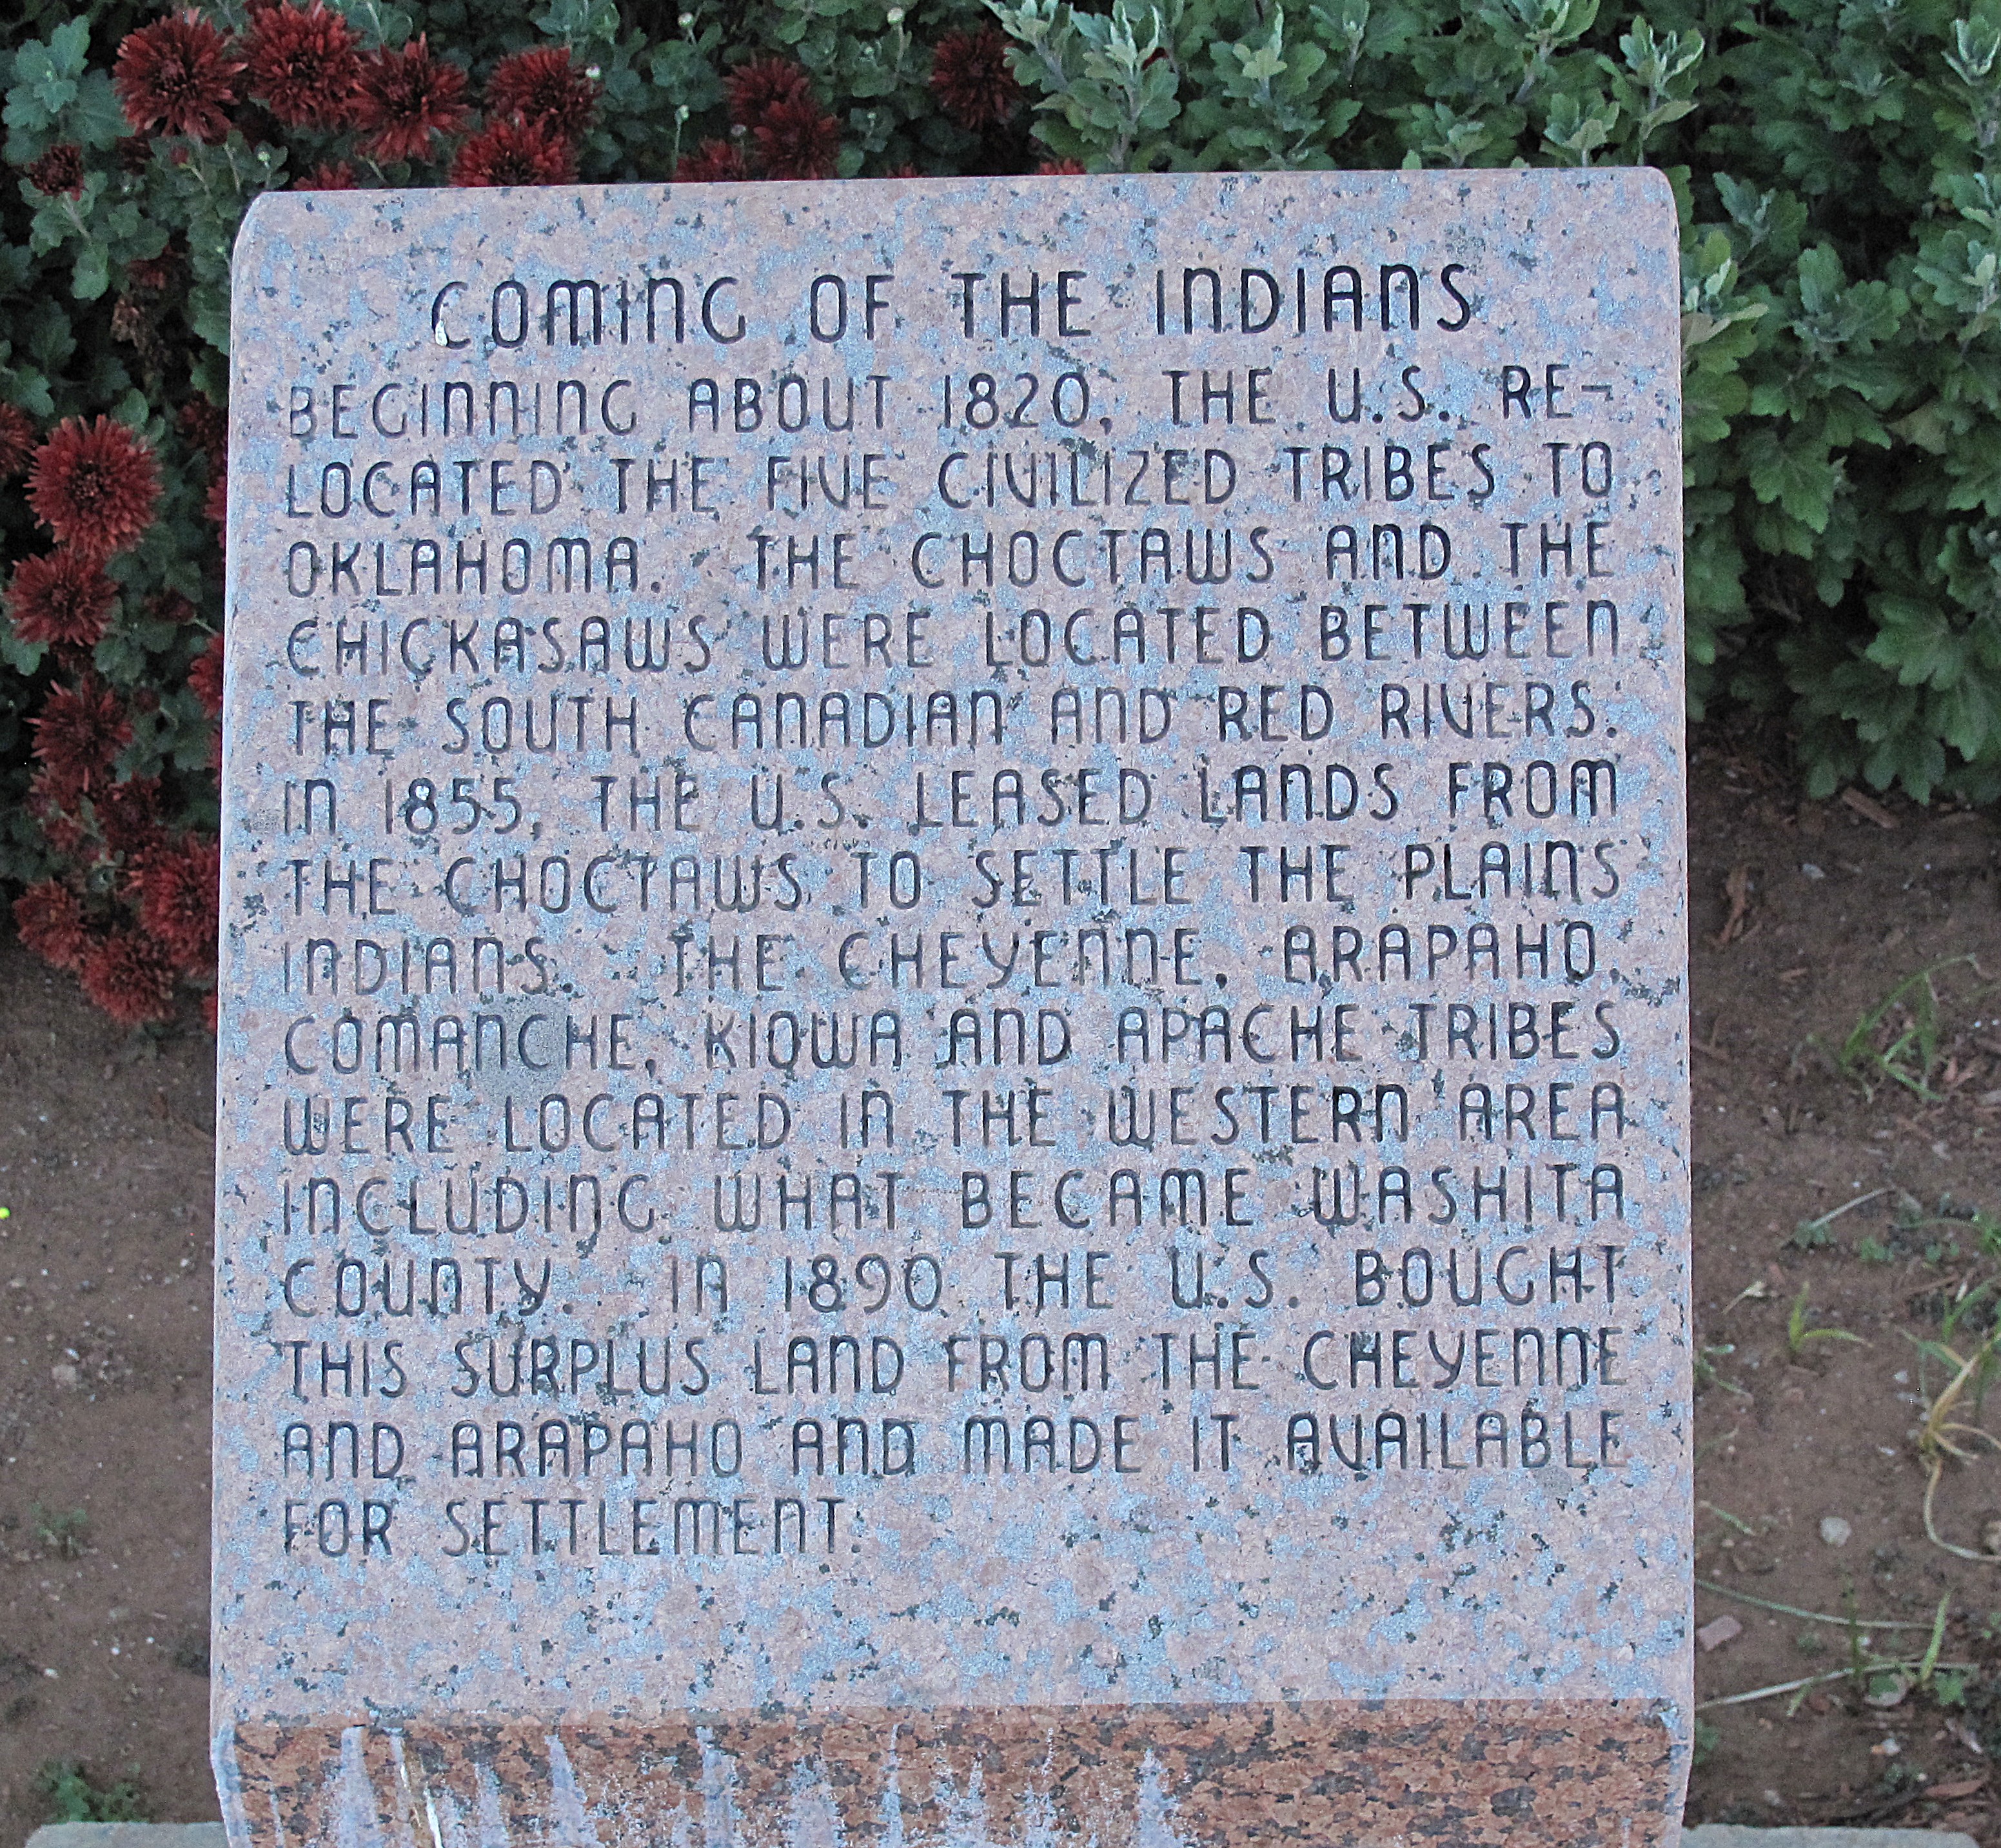 COMING OF THE INDIANS
BEGINNING ABOUT 1820, THE U.S. RE-
LOCATED THE FIVE CIVILIZED TRIBES TO
OKLAHOMA. THE CHOCTAWS AND THE
CHICKASAWS WERE LOCATED BETWEEN
THE SOUTH CANADIAN AND RED RIVERS.
IN 1855, THE U.S. LEASED LANDS FROM
THE CHOCTAWS TO SETTLE THE PLAINS
INDIANS. THE CHEYENNE, ARAPAHO,
COMANCHE, KIOWA AND APACHE TRIBES
WERE LOCATED IN THE WESTERN AREA
INCLUDING WHAT BECAME WASHITA
COUNTY. IN 1890 THE U.S. BOUGHT
THIS SURPLUS LAND FROM THE CHEYENNE
AND ARAPAHO AND MADE IT AVAILABLE
FOR SETTLEMENT.